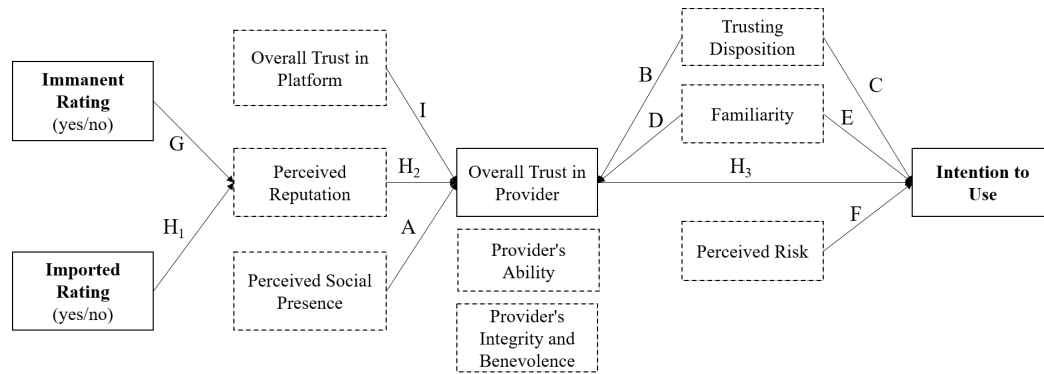 Immanent
Rating
(yes/no)
Imported
Rating
(yes/no)
G
H₁
Overall Trust in
Platform
Perceived
Reputation
Perceived Social
Presence
I
H₂
A
Overall Trust in
Provider
Provider's
Ability
Provider's
Integrity and
Benevolence
B
D
Trusting
Disposition
Familiarity
H₃
Perceived Risk
C
E
F
Intention to
Use